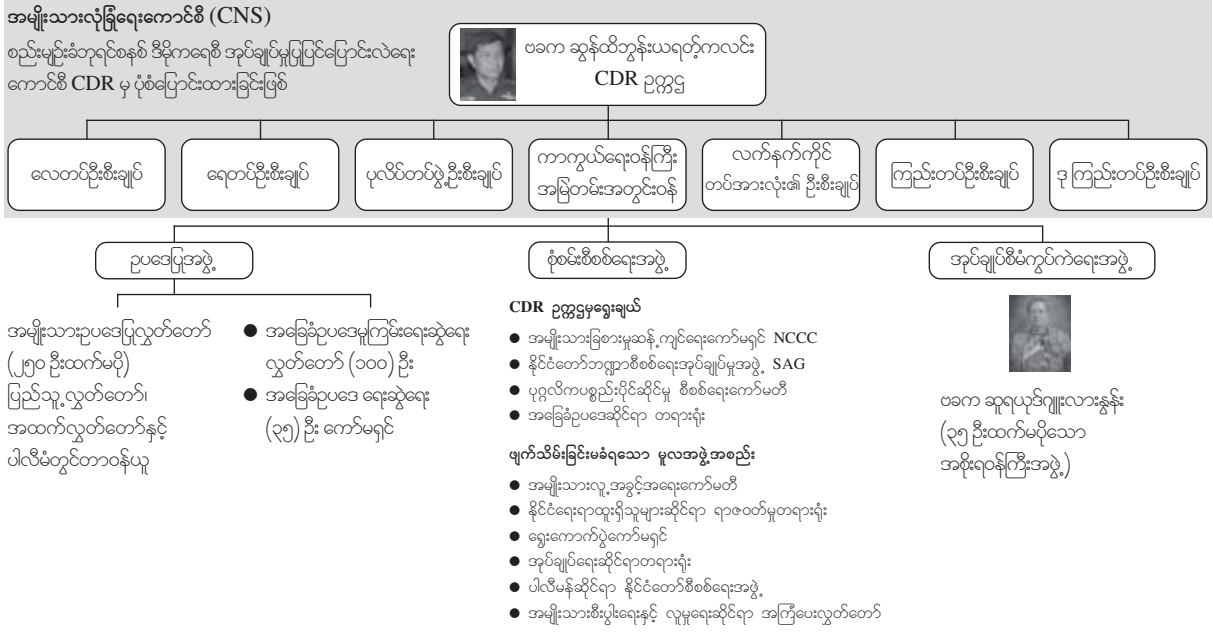 အမျိုးသားလုံခြုံရေးကောင်စီ (CNS)
စည်းမျဉ်းခံဘုရင်စနစ် ဒီမိုကရေစီ အုပ်ချုပ်မှုပြုပြင်ပြောင်းလဲရေး
ကောင်စီ CDR မှ ပုံစံပြောင်းထားခြင်းဖြစ်
ဗခက ဆွန်ထိဘွန်းယရတ့်ကလင်း
CDR ဥက္ကဌ
လေတပ်ဦးစီးချုပ်
ရေတပ်ဦးစီးချုပ်
ပုလိပ်တပ်ဖွဲ့ဦးစီးချုပ်
ကာကွယ်ရေးဝန်ကြီး
အမြဲတမ်းအတွင်းဝန်
လက်နက်ကိုင်
တပ်အားလုံး၏ ဦးစီးချုပ်
ကြည်းတပ်ဦးစီးချုပ်
ဒု ကြည်းတပ်ဦးစီးချုပ်
ဥပဒေပြုအဖွဲ့
စုံစမ်းစီစစ်ရေးအဖွဲ့
အုပ်ချုပ်စီမံကွပ်ကဲရေးအဖွဲ့
အမျိုးသားဥပဒေပြုလွှတ်တော်
(၂၅၀ ဦးထက်မပို)
ပြည်သူ့လွှတ်တော်၊
အထက်လွှတ်တော်နှင့်
ပါလီမံတွင်တာဝန်ယူ
● အခြေခံဥပဒေမူကြမ်းရေးဆွဲရေး
လွှတ်တော် (၁၀၀) ဦး
● အခြေခံဥပဒေ ရေးဆွဲရေး
(၃၅) ဦး ကော်မရှင်
CDR ဥက္ကဌမှရွေးချယ်
● အမျိုးသားခြစားမှုဆန့်ကျင်ရေးကော်မရှင် NCCC
● နိုင်ငံတော်ဘဏ္ဍာစီစစ်ရေးအုပ်ချုပ်မှုအဖွဲ့ SAG
● ပုဂ္ဂလိကပစ္စည်းပိုင်ဆိုင်မှု စီစစ်ရေးကော်မတီ
● အခြေခံဥပဒေဆိုင်ရာ တရားရုံး
ဖျက်သိမ်းခြင်းမခံရသော မူလအဖွဲ့အစည်း
● အမျိုးသားလူ့အခွင့်အရေးကော်မတီ
● နိုင်ငံရေးရာထူးရှိသူများဆိုင်ရာ ရာဇဝတ်မှုတရားရုံး
● ရွေးကောက်ပွဲကော်မရှင်
● အုပ်ချုပ်ရေးဆိုင်ရာတရားရုံး
● ပါလီမန်ဆိုင်ရာ နိုင်ငံတော်စီစစ်ရေးအဖွဲ့
● အမျိုးသားစီးပွါးရေးနှင့် လူမှုရေးဆိုင်ရာ အကြံပေးလွှတ်တော်
ဗခက ဆူရယုဒ်ဂျူးလားနွန်း
(၃၅ ဦးထက်မပိုသော
အစိုးရဝန်ကြီးအဖွဲ့)